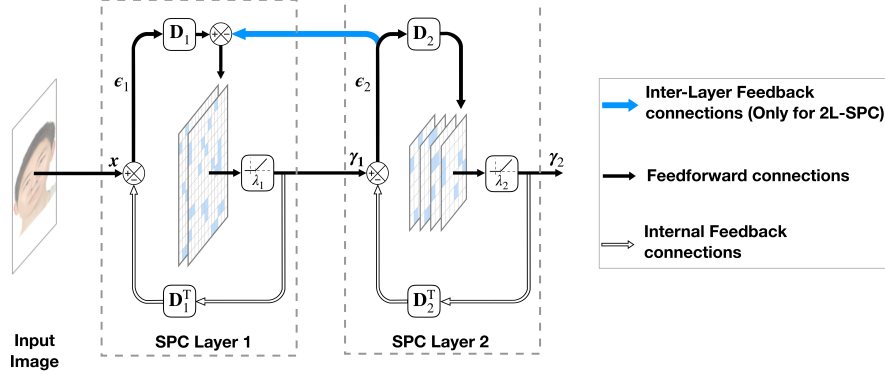 D₁
+ −
D₂
ϵ₁
ϵ₂
Inter-Layer Feedback
connections (Only for 2L-SPC)
x
+ −
λ₁
γ₁
+ −
λ₂
γ₂
Feedforward connections
Internal Feedback
connections
D₁ᵀ
D₂ᵀ
Input
Image
SPC Layer 1
SPC Layer 2